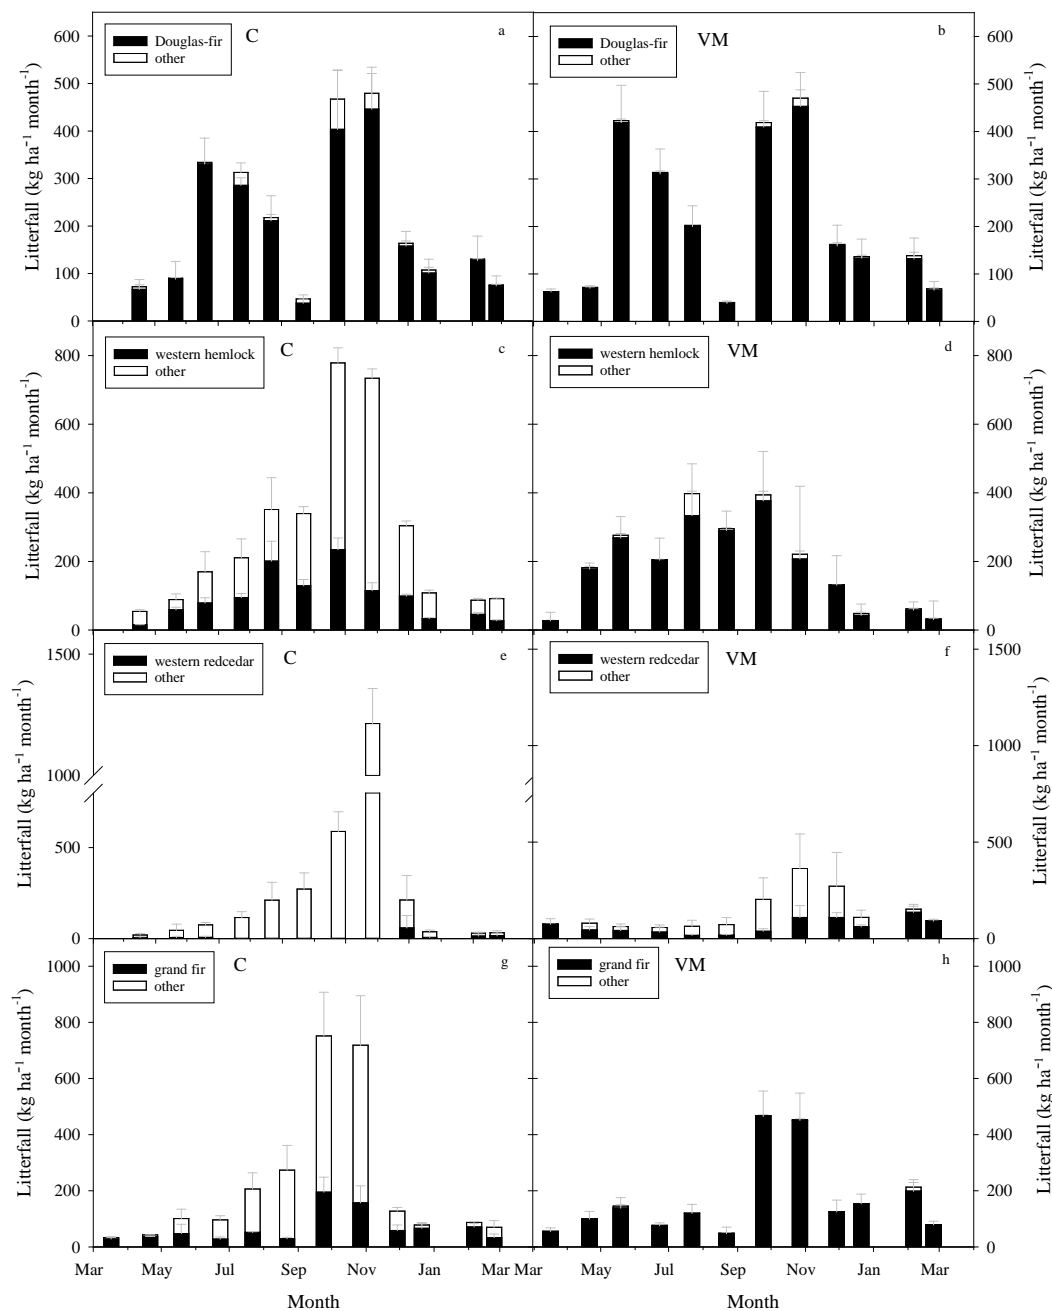 Litterfall (kg ha⁻¹ month⁻¹)
600
500
400
300
200
100
0
Douglas-fir
other
C
a
Douglas-fir
other
VM
b
600
500
400
300
200
100
0
Litterfall (kg ha⁻¹ month⁻¹)
Litterfall (kg ha⁻¹ month⁻¹)
800
600
400
200
0
western hemlock
other
C
c
western hemlock
other
VM
d
800
600
400
200
0
Litterfall (kg ha⁻¹ month⁻¹)
Litterfall (kg ha⁻¹ month⁻¹)
1500
1000
500
0
western redcedar
other
C
e
western redcedar
other
VM
f
1500
1000
500
0
Litterfall (kg ha⁻¹ month⁻¹)
Litterfall (kg ha⁻¹ month⁻¹)
1000
800
600
400
200
0
grand fir
other
C
g
grand fir
other
VM
h
1000
800
600
400
200
0
Litterfall (kg ha⁻¹ month⁻¹)
Mar May Jul Sep Nov Jan Mar
Mar May Jul Sep Nov Jan Mar
Month
Month